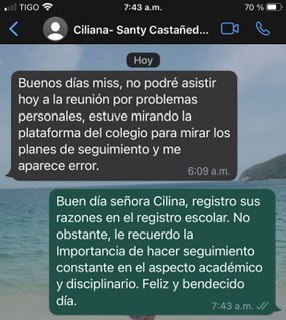 TIGO 7:43 a.m. 70 %
Ciliana- Santy Castañed...
Hoy
Buenos días miss, no podré asistir
hoy a la reunión por problemas
personales, estuve mirando la
plataforma del colegio para mirar los
planes de seguimiento y me
aparece error.
6:09 a.m.
Buen día señora Cilina, registro sus
razones en el registro escolar. No
obstante, le recuerdo la
Importancia de hacer seguimiento
constante en el aspecto académico
y disciplinario. Feliz y bendecido
día.
7:43 a.m.